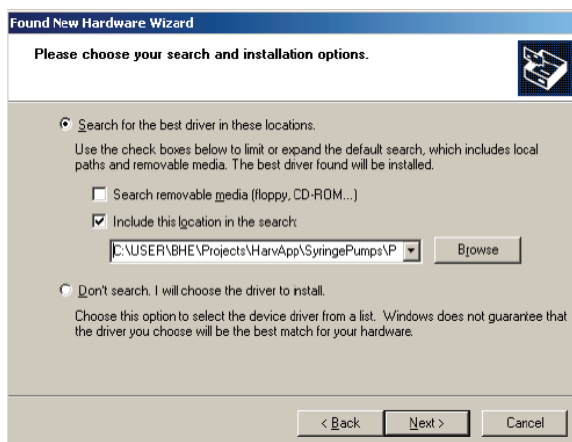 Found New Hardware Wizard
Please choose your search and installation options.
Search for the best driver in these locations.
Use the check boxes below to limit or expand the default search, which includes local
paths and removable media. The best driver found will be installed.
Search removable media (floppy, CD-ROM...)
Include this location in the search:
C:\USER\BHE\Projects\HarvApp\SyringePumps\P
Browse
Don't search. I will choose the driver to install.
Choose this option to select the device driver from a list. Windows does not guarantee that
the driver you choose will be the best match for your hardware.
< Back Next > Cancel